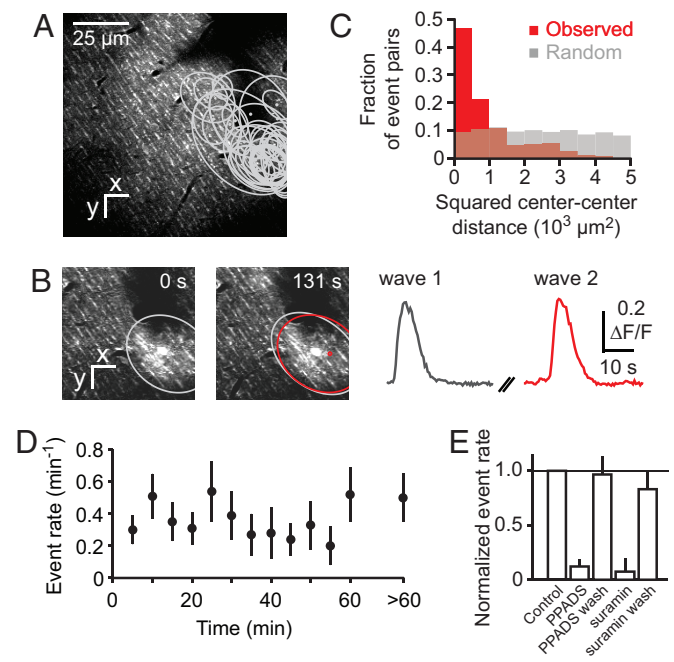 A
25 µm
x
y
C
0.5
0.4
0.3
0.2
0.1
0
Fraction
of event pairs
Observed
Random
0 1 2 3 4 5
Squared center-center
distance (10³ µm²)
B
0 s
x
y
131 s
wave 1
wave 2
0.2
ΔF/F
10 s
D
0.8
0.6
0.4
0.2
0
Event rate (min⁻¹)
0 20 40 60 >60
Time (min)
E
1.0
0.5
0
Normalized event rate
Control
PPADS
PPADS wash
suramin
suramin wash